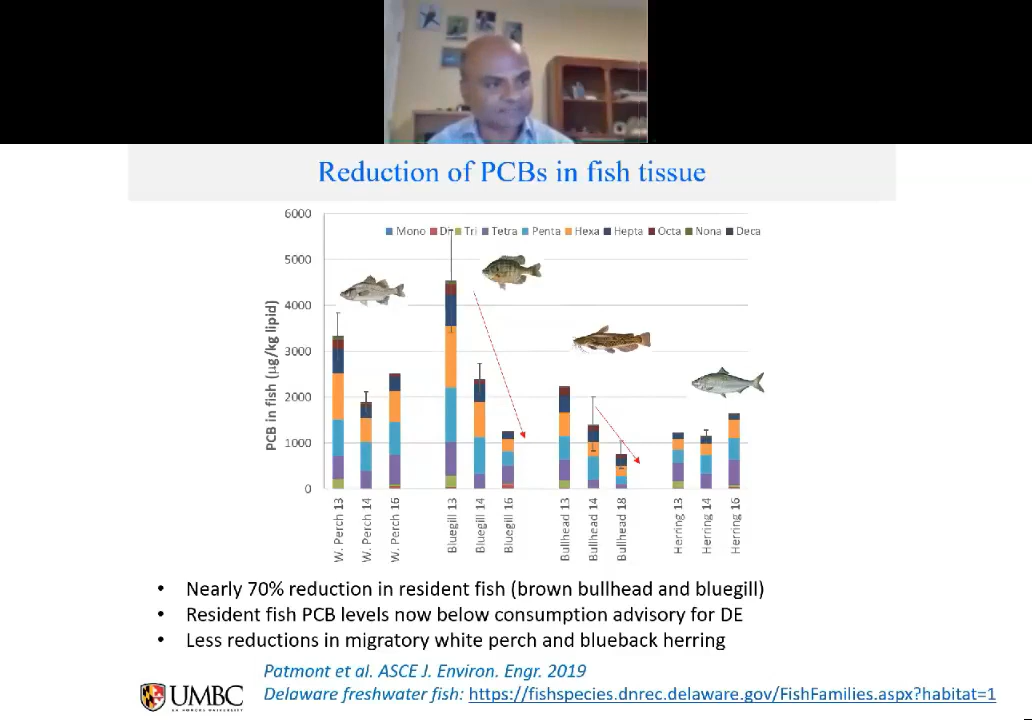 Reduction of PCBs in fish tissue
6000
Mono Di Tri Tetra Penta Hexa Hepta Octa Nona Deca
5000
4000
3000
2000
1000
0
PCB in fish (µg/kg lipid)
W. Perch 13
W. Perch 14
W. Perch 16
Bluegill 13
Bluegill 14
Bluegill 16
Bullhead 13
Bullhead 14
Bullhead 18
Herring 13
Herring 14
Herring 16
• Nearly 70% reduction in resident fish (brown bullhead and bluegill)
• Resident fish PCB levels now below consumption advisory for DE
• Less reductions in migratory white perch and blueback herring
Patmont et al. ASCE J. Environ. Engr. 2019
Delaware freshwater fish: https://fishspecies.dnrec.delaware.gov/FishFamilies.aspx?habitat=1
UMBC